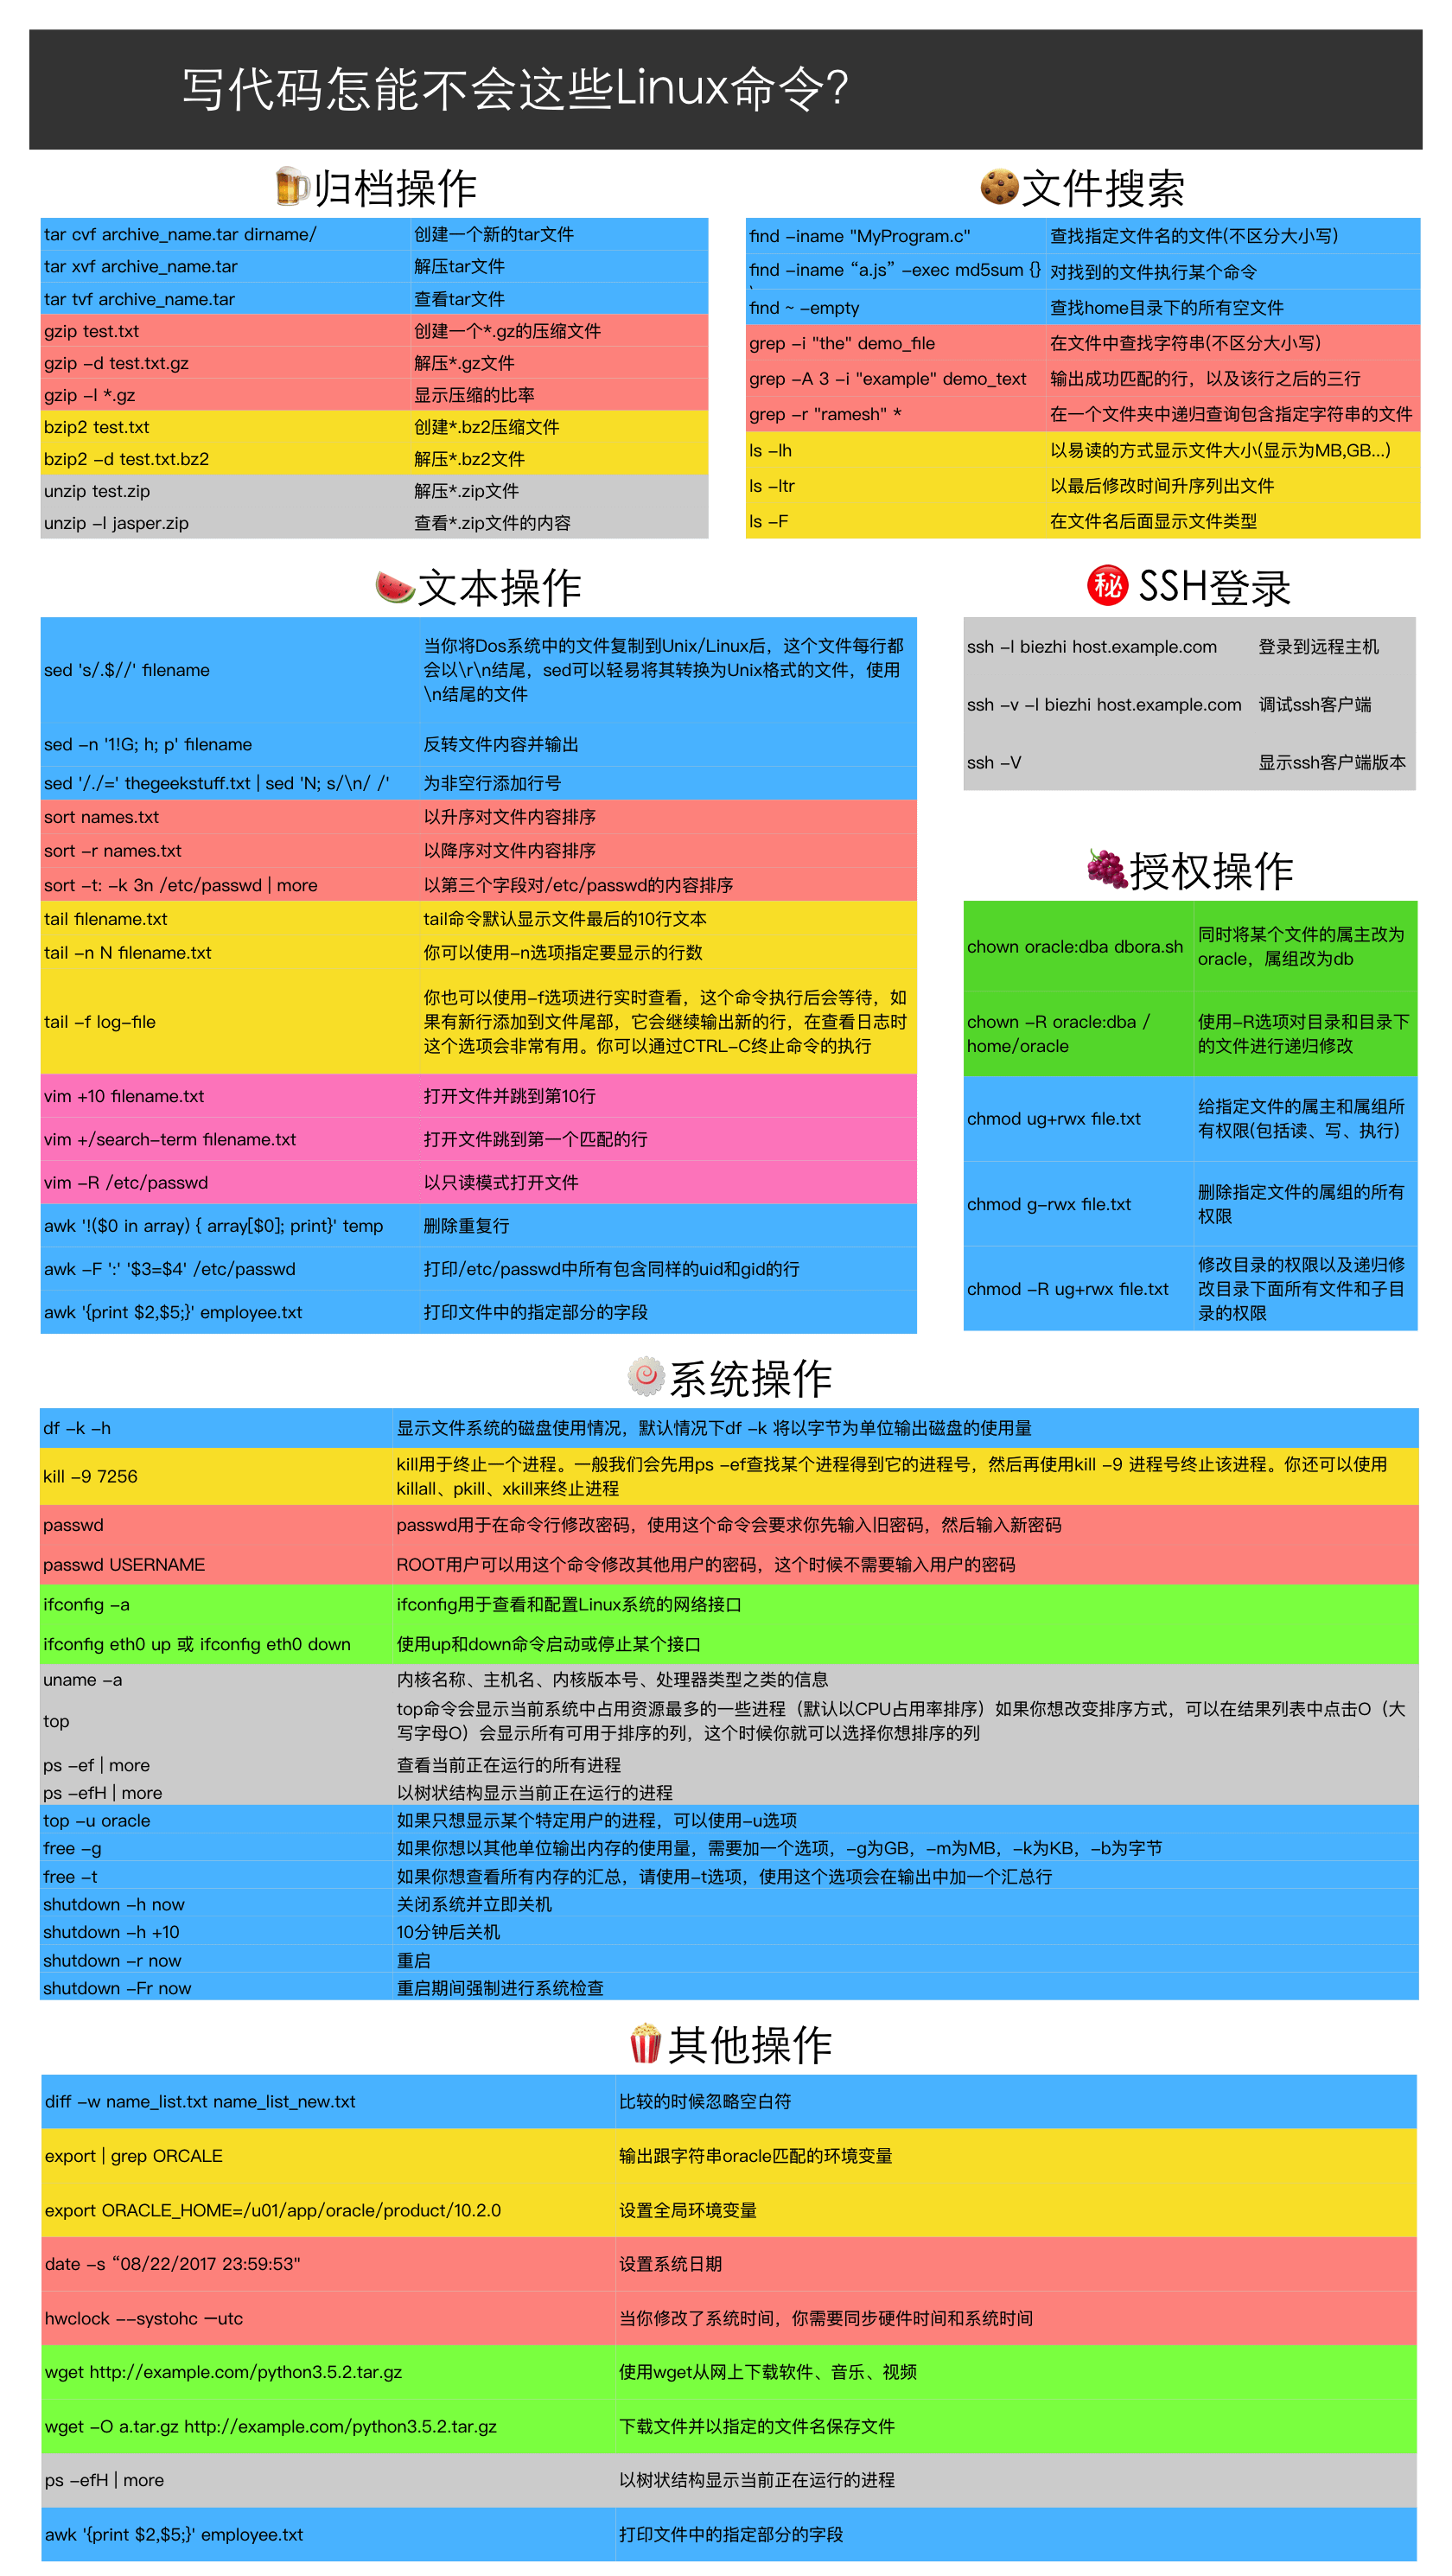 写代码怎能不会这些Linux命令?
归档操作
tar cvf archive_name.tar dirname/ 创建一个新的tar文件
tar xvf archive_name.tar 解压tar文件
tar tvf archive_name.tar 查看tar文件
gzip test.txt 创建一个*.gz的压缩文件
gzip -d test.txt.gz 解压*.gz文件
gzip -l *.gz 显示压缩的比率
bzip2 test.txt 创建*.bz2压缩文件
bzip2 -d test.txt.bz2 解压*.bz2文件
unzip test.zip 解压*.zip文件
unzip -l jasper.zip 查看*.zip文件的内容
文件搜索
find -iname "MyProgram.c" 查找指定文件名的文件(不区分大小写)
find -iname “a.js” -exec md5sum {} 对找到的文件执行某个命令
find ~ -empty 查找home目录下的所有空文件
grep -i "the" demo_file 在文件中查找字符串(不区分大小写)
grep -A 3 -i "example" demo_text 输出成功匹配的行，以及该行之后的三行
grep -r "ramesh" * 在一个文件夹中递归查询包含指定字符串的文件
ls -lh 以易读的方式显示文件大小(显示为MB,GB...)
ls -ltr 以最后修改时间升序列出文件
ls -F 在文件名后面显示文件类型
文本操作
sed 's/.$//' filename
当你将Dos系统中的文件复制到Unix/Linux后，这个文件每行都
会以\r\n结尾，sed可以轻易将其转换为Unix格式的文件，使用
\n结尾的文件
sed -n '1!G; h; p' filename 反转文件内容并输出
sed '/./=' thegeekstuff.txt | sed 'N; s/\n/ /' 为非空行添加行号
sort names.txt 以升序对文件内容排序
sort -r names.txt 以降序对文件内容排序
sort -t: -k 3n /etc/passwd | more 以第三个字段对/etc/passwd的内容排序
tail filename.txt tail命令默认显示文件最后的10行文本
tail -n N filename.txt 你可以使用-n选项指定要显示的行数
tail -f log-file
你也可以使用-f选项进行实时查看，这个命令执行后会等待，如
果有新行添加到文件尾部，它会继续输出新的行，在查看日志时
这个选项会非常有用。你可以通过CTRL-C终止命令的执行
vim +10 filename.txt 打开文件并跳到第10行
vim +/search-term filename.txt 打开文件跳到第一个匹配的行
vim -R /etc/passwd 以只读模式打开文件
awk '!($0 in array) { array[$0]; print}' temp 删除重复行
awk -F ':' '$3=$4' /etc/passwd 打印/etc/passwd中所有包含同样的uid和gid的行
awk '{print $2,$5;}' employee.txt 打印文件中的指定部分的字段
㊙ SSH登录
ssh -l biezhi host.example.com 登录到远程主机
ssh -v -l biezhi host.example.com 调试ssh客户端
ssh -V 显示ssh客户端版本
授权操作
chown oracle:dba dbora.sh
同时将某个文件的属主改为
oracle，属组改为db
chown -R oracle:dba /
home/oracle
使用-R选项对目录和目录下
的文件进行递归修改
chmod ug+rwx file.txt
给指定文件的属主和属组所
有权限(包括读、写、执行)
chmod g-rwx file.txt
删除指定文件的属组的所有
权限
chmod -R ug+rwx file.txt
修改目录的权限以及递归修
改目录下面所有文件和子目
录的权限
系统操作
df -k -h 显示文件系统的磁盘使用情况，默认情况下df -k 将以字节为单位输出磁盘的使用量
kill -9 7256
kill用于终止一个进程。一般我们会先用ps -ef查找某个进程得到它的进程号，然后再使用kill -9 进程号终止该进程。你还可以使用
killall、pkill、xkill来终止进程
passwd passwd用于在命令行修改密码，使用这个命令会要求你先输入旧密码，然后输入新密码
passwd USERNAME ROOT用户可以用这个命令修改其他用户的密码，这个时候不需要输入用户的密码
ifconfig -a ifconfig用于查看和配置Linux系统的网络接口
ifconfig eth0 up 或 ifconfig eth0 down 使用up和down命令启动或停止某个接口
uname -a 内核名称、主机名、内核版本号、处理器类型之类的信息
top
top命令会显示当前系统中占用资源最多的一些进程（默认以CPU占用率排序）如果你想改变排序方式，可以在结果列表中点击O（大
写字母O）会显示所有可用于排序的列，这个时候你就可以选择你想排序的列
ps -ef | more 查看当前正在运行的所有进程
ps -efH | more 以树状结构显示当前正在运行的进程
top -u oracle 如果只想显示某个特定用户的进程，可以使用-u选项
free -g 如果你想以其他单位输出内存的使用量，需要加一个选项，-g为GB，-m为MB，-k为KB，-b为字节
free -t 如果你想查看所有内存的汇总，请使用-t选项，使用这个选项会在输出中加一个汇总行
shutdown -h now 关闭系统并立即关机
shutdown -h +10 10分钟后关机
shutdown -r now 重启
shutdown -Fr now 重启期间强制进行系统检查
其他操作
diff -w name_list.txt name_list_new.txt 比较的时候忽略空白符
export | grep ORCALE 输出跟字符串oracle匹配的环境变量
export ORACLE_HOME=/u01/app/oracle/product/10.2.0 设置全局环境变量
date -s “08/22/2017 23:59:53" 设置系统日期
hwclock --systohc —utc 当你修改了系统时间，你需要同步硬件时间和系统时间
wget http://example.com/python3.5.2.tar.gz 使用wget从网上下载软件、音乐、视频
wget -O a.tar.gz http://example.com/python3.5.2.tar.gz 下载文件并以指定的文件名保存文件
ps -efH | more 以树状结构显示当前正在运行的进程
awk '{print $2,$5;}' employee.txt 打印文件中的指定部分的字段